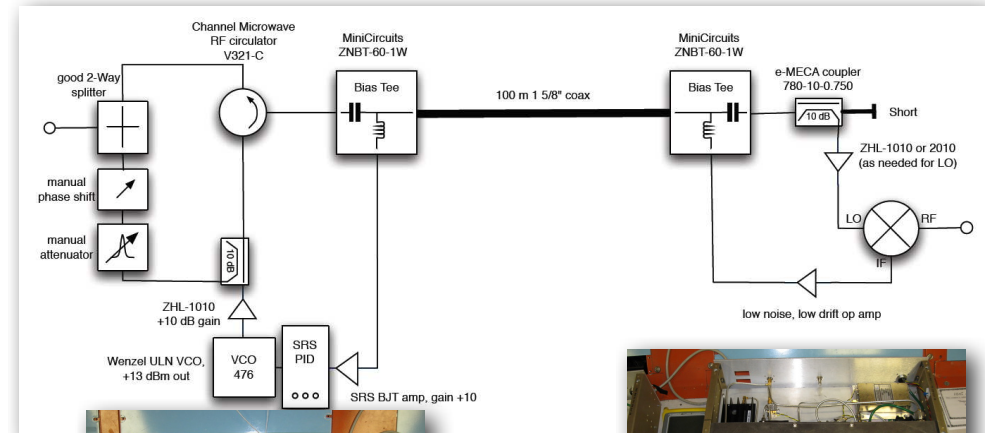 Channel Microwave
RF circulator
V321-C
MiniCircuits
ZNBT-60-1W
MiniCircuits
ZNBT-60-1W
good 2-Way
splitter
Bias Tee
100 m 1 5/8" coax
Bias Tee
e-MECA coupler
780-10-0.750
10 dB
Short
ZHL-1010 or 2010
(as needed for LO)
manual
phase shift
manual
attenuator
10 dB
LO
RF
IF
ZHL-1010
+10 dB gain
low noise, low drift op amp
Wenzel ULN VCO,
+13 dBm out
VCO
476
SRS
PID
SRS BJT amp, gain +10